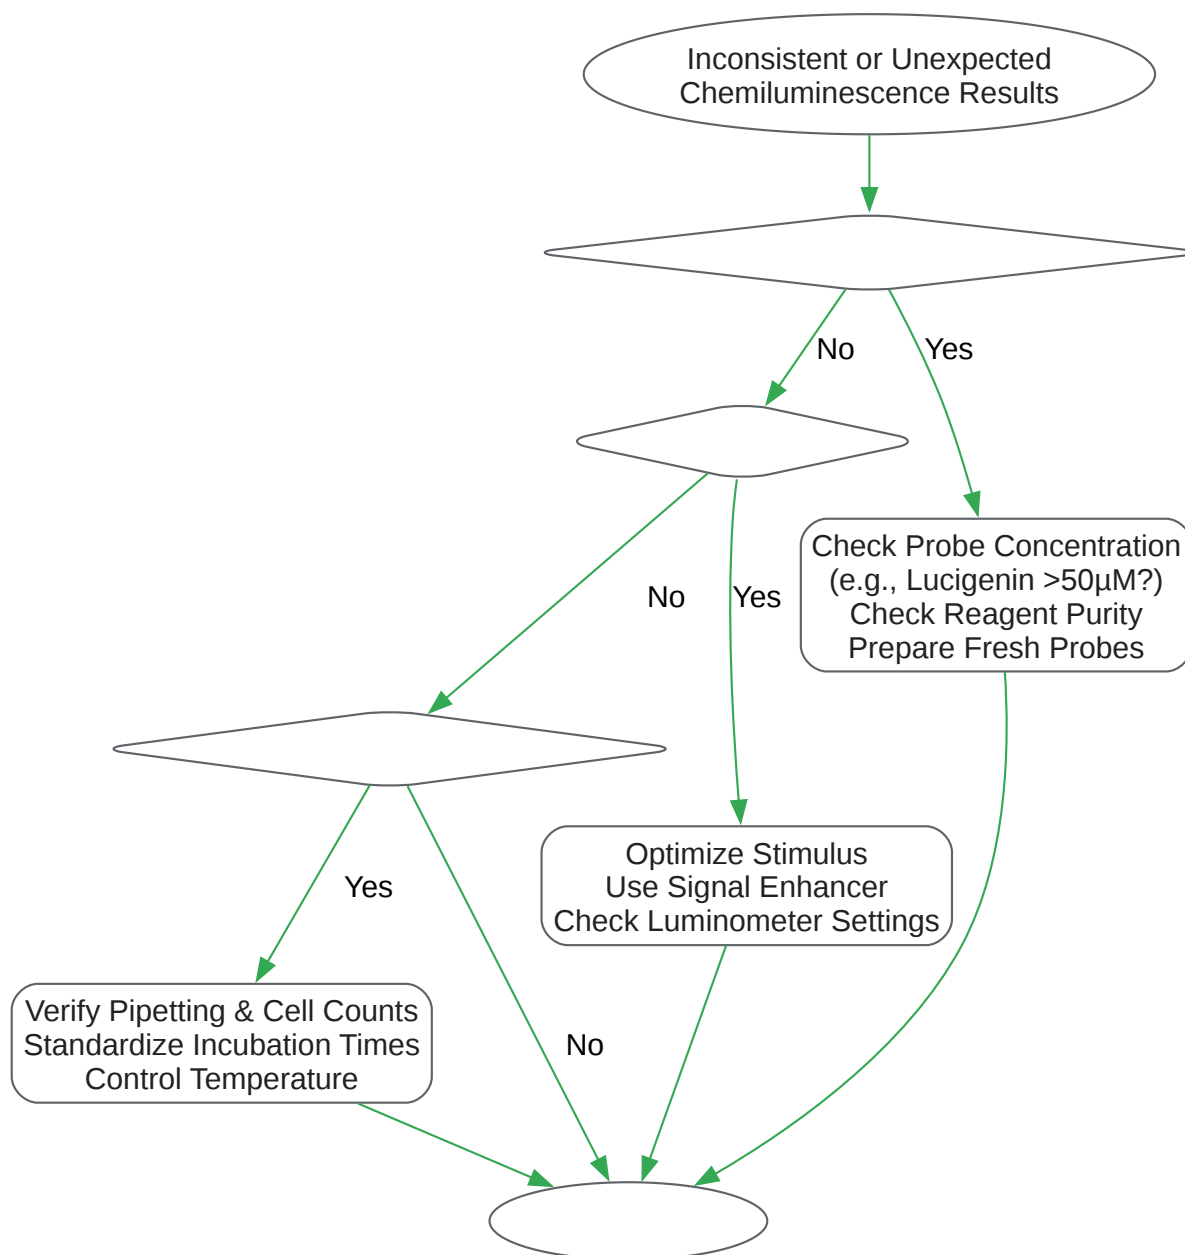 Inconsistent or Unexpected
Chemiluminescence Results
No
Yes
Check Probe Concentration
(e.g., Lucigenin >50µM?)
Check Reagent Purity
Prepare Fresh Probes
No
Yes
Optimize Stimulus
Use Signal Enhancer
Check Luminometer Settings
Yes
No
Verify Pipetting & Cell Counts
Standardize Incubation Times
Control Temperature